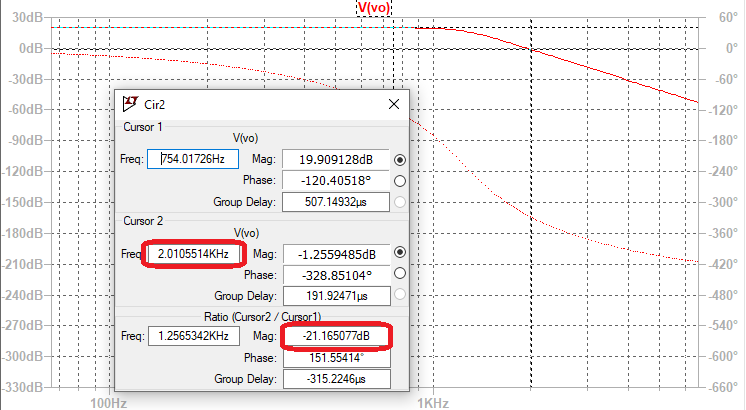 V(vo)
30dB
0dB
-30dB
-60dB
-90dB
-120dB
-150dB
-180dB
-210dB
-240dB
-270dB
-300dB
-330dB
60°
0°
-60°
-120°
-180°
-240°
-300°
-360°
-420°
-480°
-540°
-600°
-660°
100Hz
1KHz
Cir2
Cursor 1
V(vo)
Freq: 754.01726Hz Mag: 19.909128dB
Phase: -120.40518°
Group Delay: 507.14932µs
Cursor 2
V(vo)
Freq: 2.0105514KHz Mag: -1.2559485dB
Phase: -328.85104°
Group Delay: 191.92471µs
Ratio (Cursor2 / Cursor1)
Freq: 1.2565342KHz Mag: -21.165077dB
Phase: 151.55414°
Group Delay: -315.2246µs